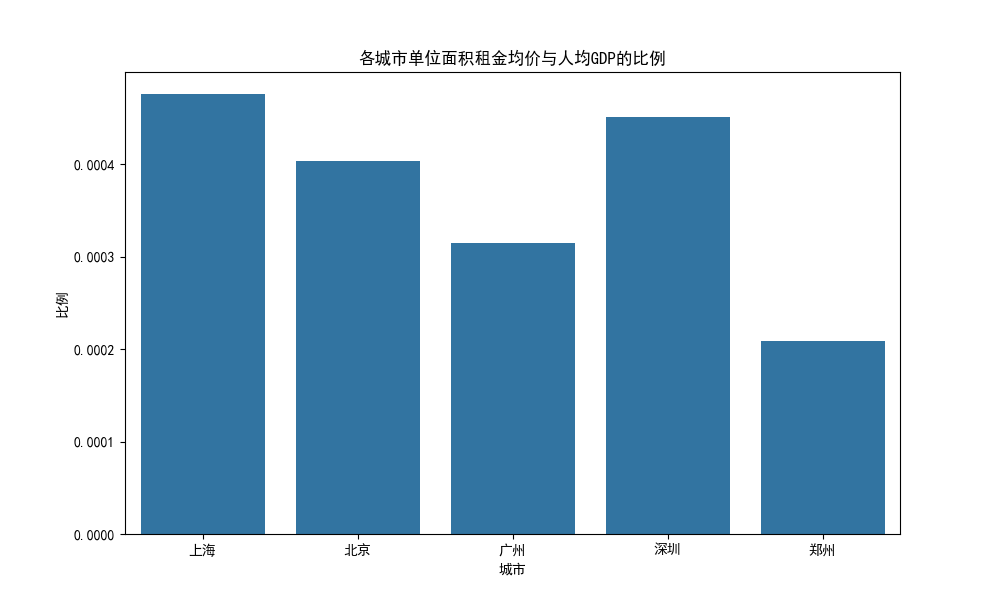 各城市单位面积租金均价与人均GDP的比例
比例
0.0004
0.0003
0.0002
0.0001
0.0000
上海 北京 广州 深圳 郑州
城市